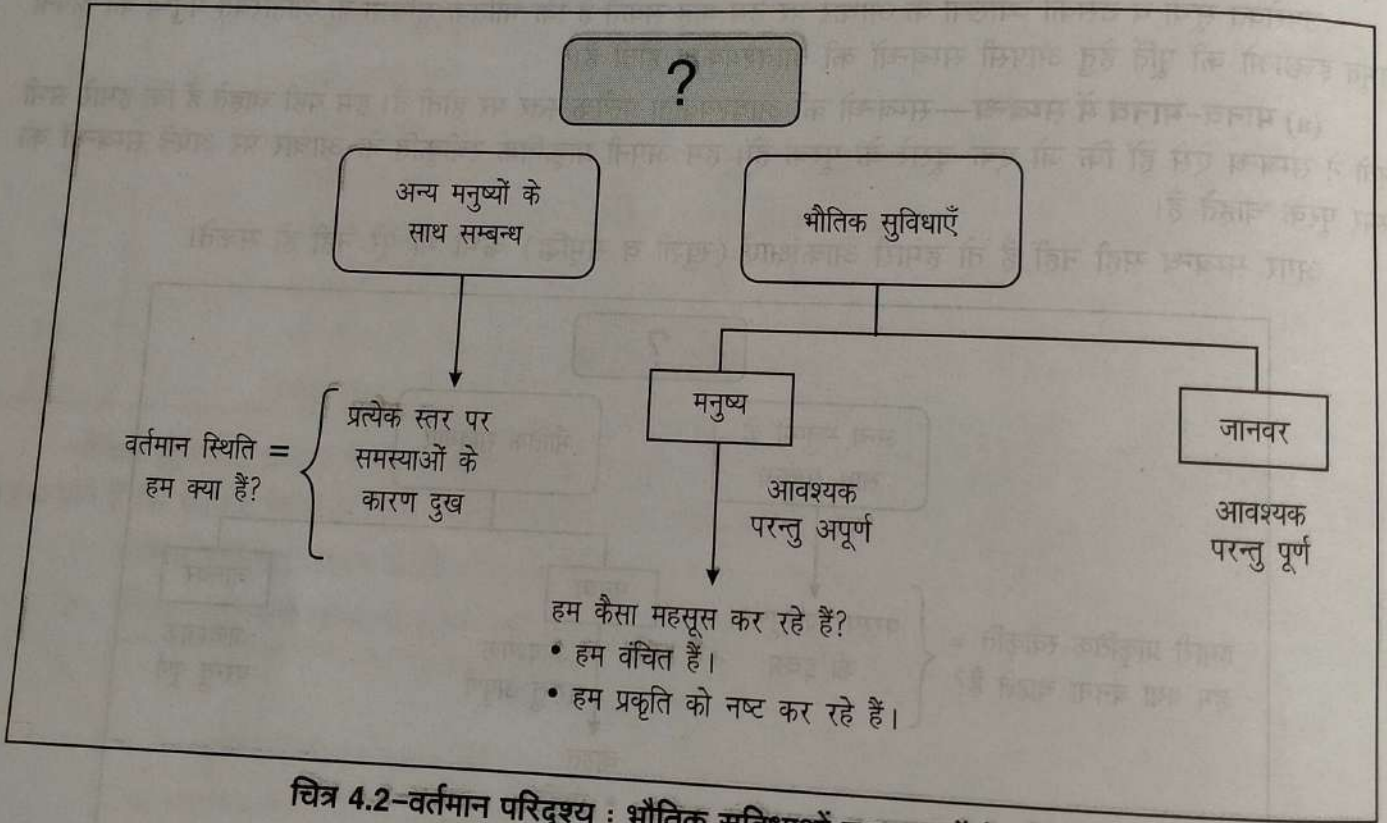 ?
अन्य मनुष्यों के
साथ सम्बन्ध
भौतिक सुविधाएँ
मनुष्य
जानवर
वर्तमान स्थिति =
हम क्या हैं?
प्रत्येक स्तर पर
समस्याओं के
कारण दुख
आवश्यक
परन्तु अपूर्ण
आवश्यक
परन्तु पूर्ण
हम कैसा महसूस कर रहे हैं?
• हम वंचित हैं।
• हम प्रकृति को नष्ट कर रहे हैं।
चित्र 4.2–वर्तमान परिदृश्य : भौतिक सुविधाओं